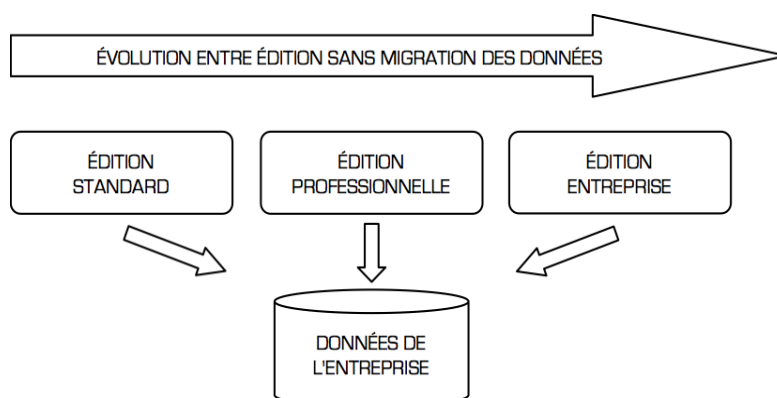 ÉVOLUTION ENTRE ÉDITION SANS MIGRATION DES DONNÉES
ÉDITION
STANDARD
ÉDITION
PROFESSIONNELLE
ÉDITION
ENTREPRISE
DONNÉES DE
L'ENTREPRISE